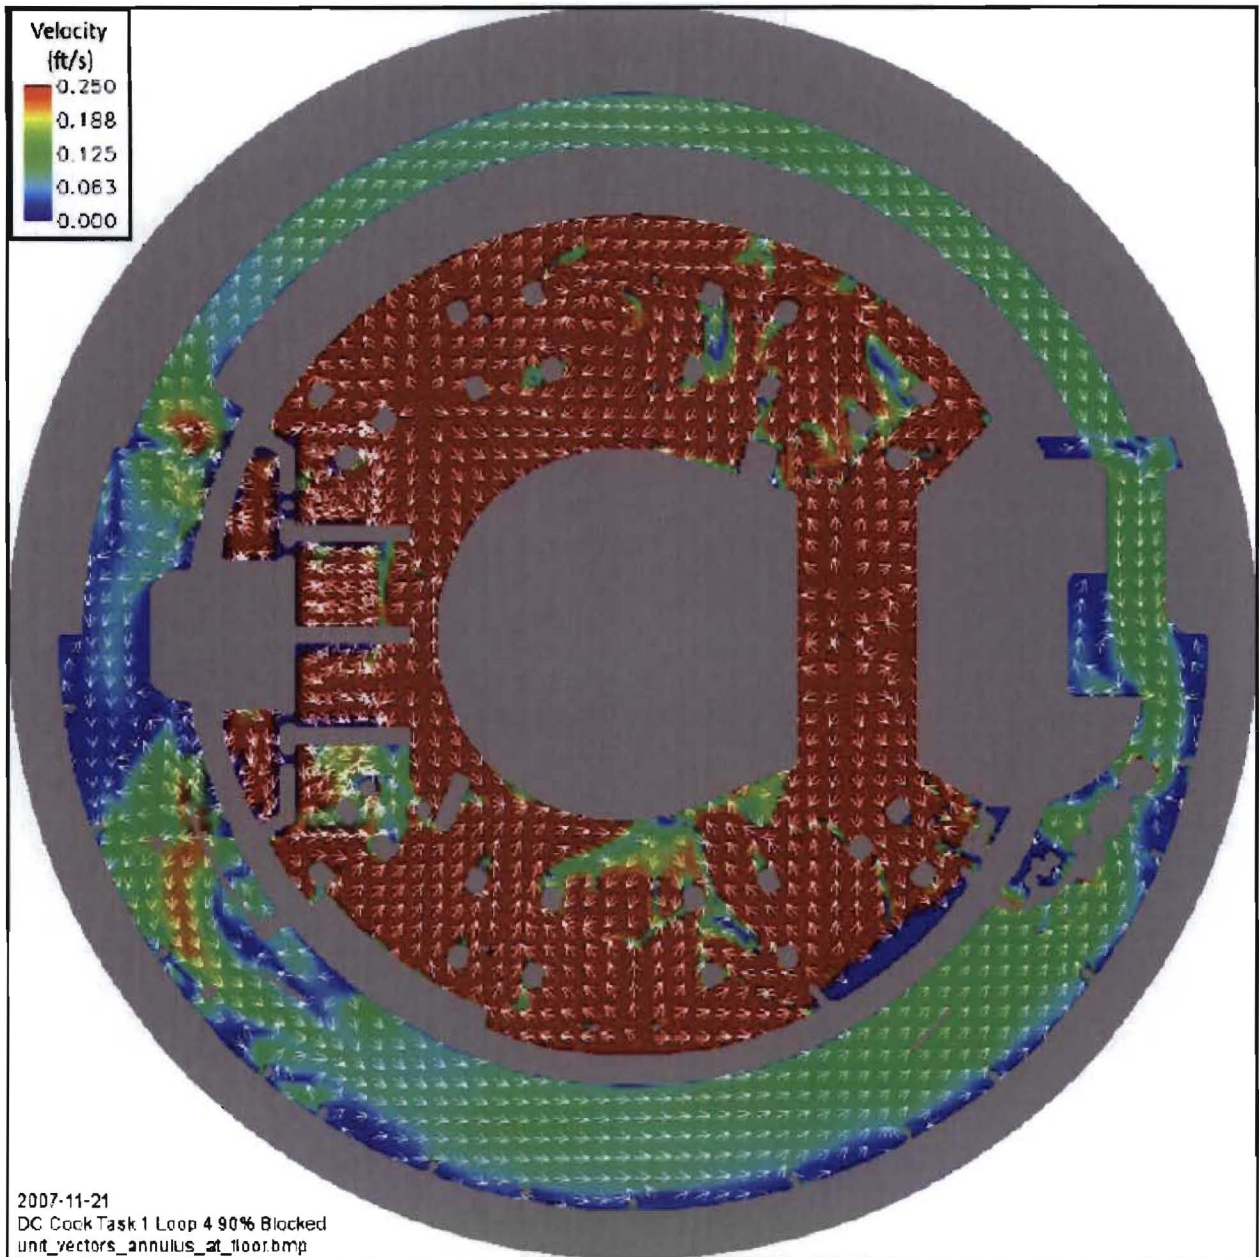 Velocity
(ft/s)
0.250
0.188
0.125
0.063
0.000
2007-11-21
DC Cook Task 1 Loop 4 90% Blocked
unit_vectors_annulus_at_floor.bmp